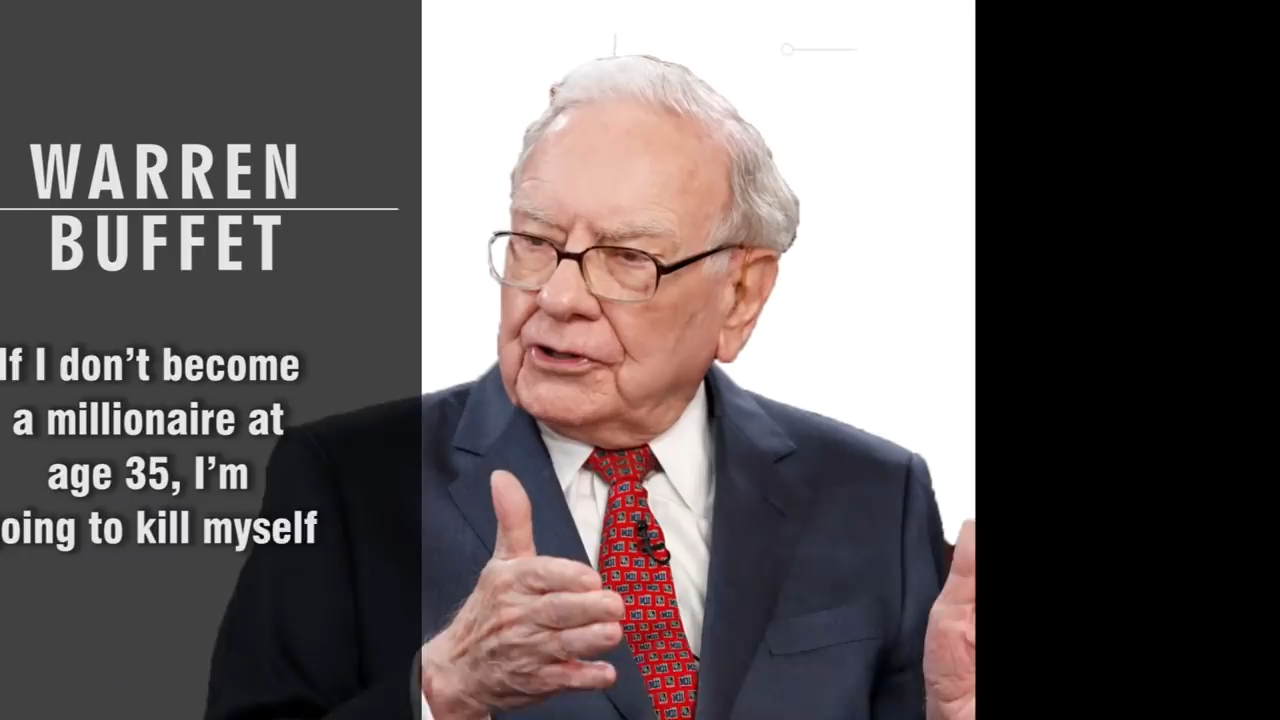 WARREN
BUFFET
If I don’t become
a millionaire at
age 35, I’m
oing to kill myself